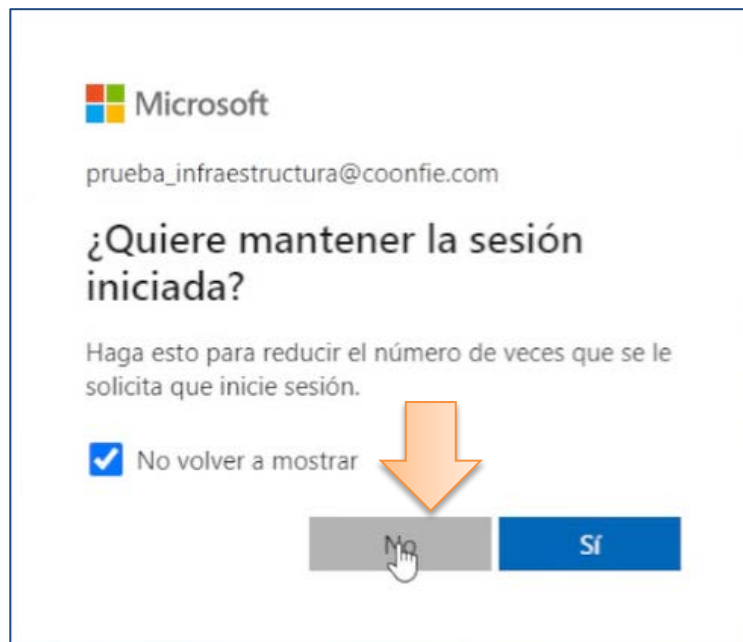 Microsoft
prueba_infraestructura@coonfie.com
¿Quiere mantener la sesión
iniciada?
Haga esto para reducir el número de veces que se le
solicita que inicie sesión.
No volver a mostrar
No
Sí